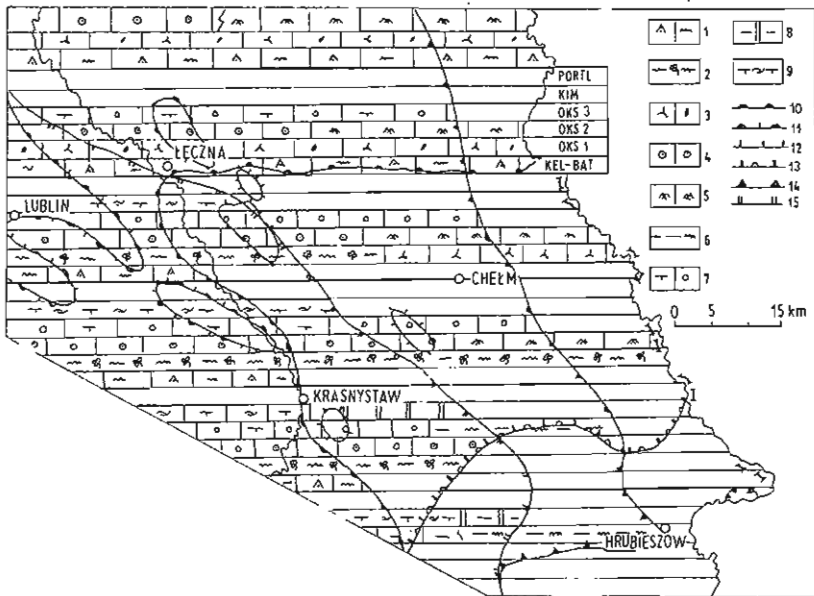 PORTL
KIM
OKS 3
OKS 2
OKS 1
KEL-BAT
ŁĘCZNA
LUBLIN
CHEŁM
KRASNYSTAW
HRUBIESZÓW
I
1
2
3
4
5
6
7
8
9
10
11
12
13
14
15
0 5 15 km